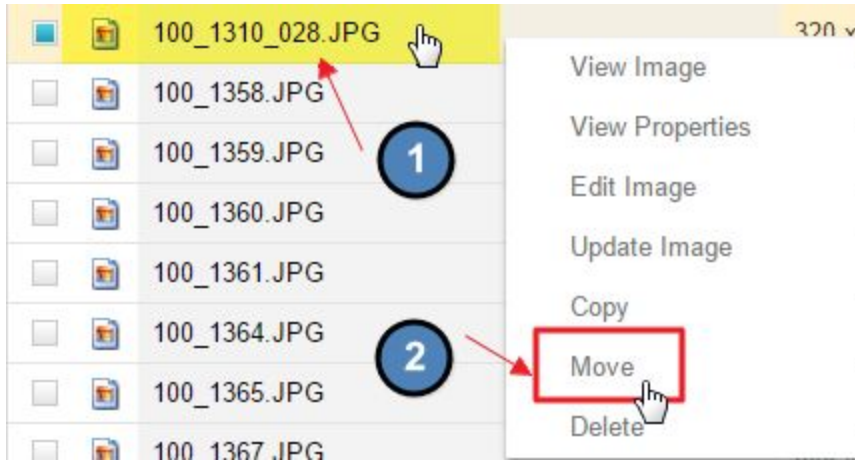 100_1310_028.JPG
320 x
100_1358.JPG
100_1359.JPG
100_1360.JPG
100_1361.JPG
100_1364.JPG
100_1365.JPG
100_1367.JPG
1
2
View Image
View Properties
Edit Image
Update Image
Copy
Move
Delete